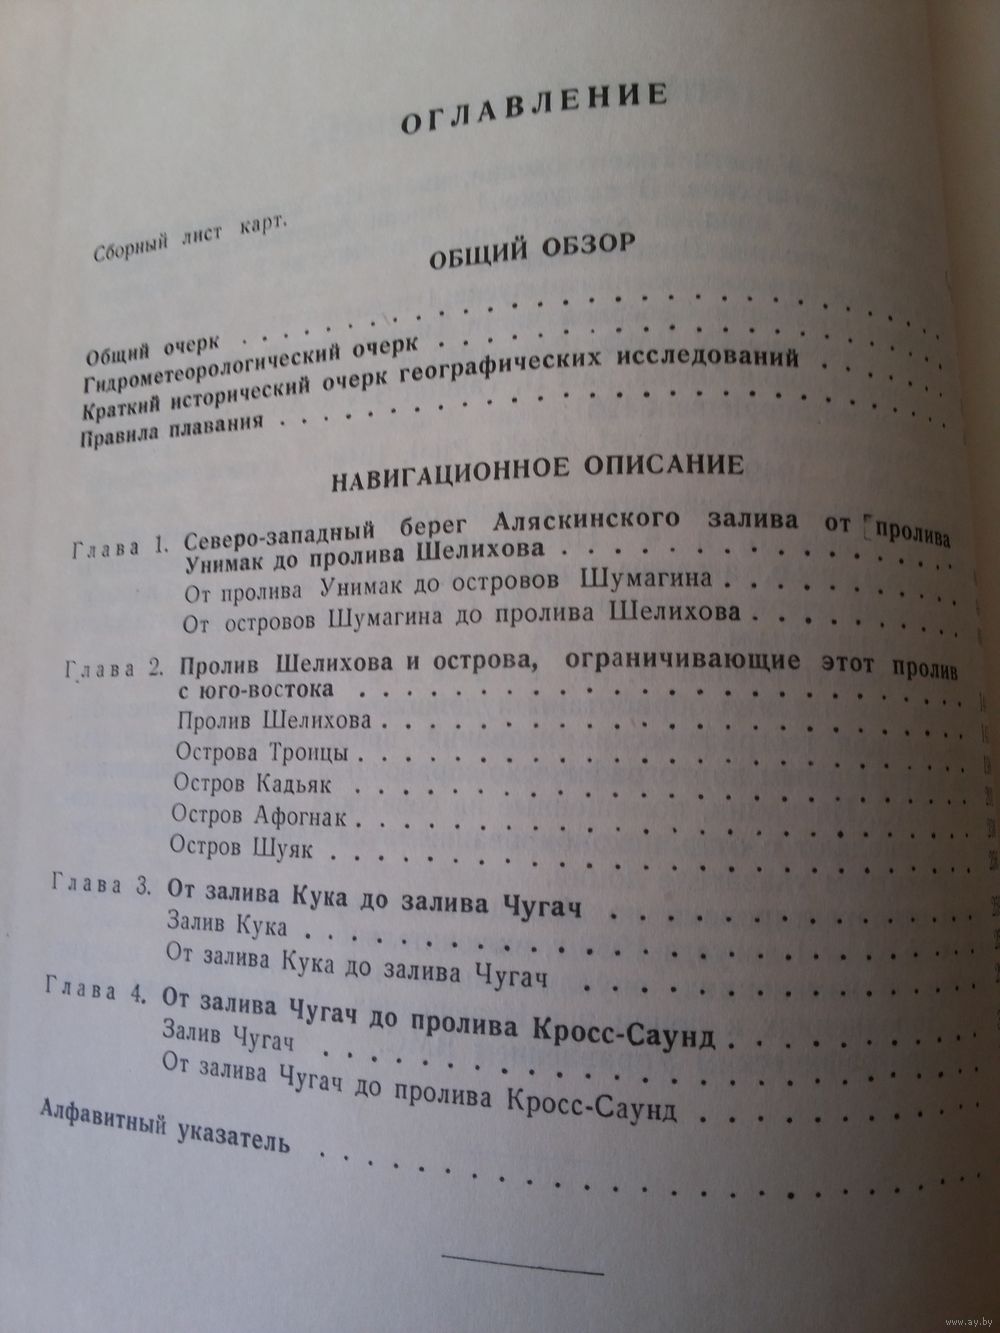 ОГЛАВЛЕНИЕ
Сборный лист карт.
ОБЩИЙ ОБЗОР
Общий очерк
Гидрометеорологический очерк
Краткий исторический очерк географических исследований
Правила плавания
НАВИГАЦИОННОЕ ОПИСАНИЕ
Глава 1. Северо-западный берег Аляскинского залива от пролива
Унимак до пролива Шелихова
От пролива Унимак до островов Шумагина
От островов Шумагина до пролива Шелихова
Глава 2. Пролив Шелихова и острова, ограничивающие этот пролив
с юго-востока
Пролив Шелихова
Острова Троицы
Остров Кадьяк
Остров Афогнак
Остров Шуяк
Глава 3. От залива Кука до залива Чугач
Залив Кука
От залива Кука до залива Чугач
Глава 4. От залива Чугач до пролива Кросс-Саунд
Залив Чугач
От залива Чугач до пролива Кросс-Саунд
Алфавитный указатель
www.ay.by